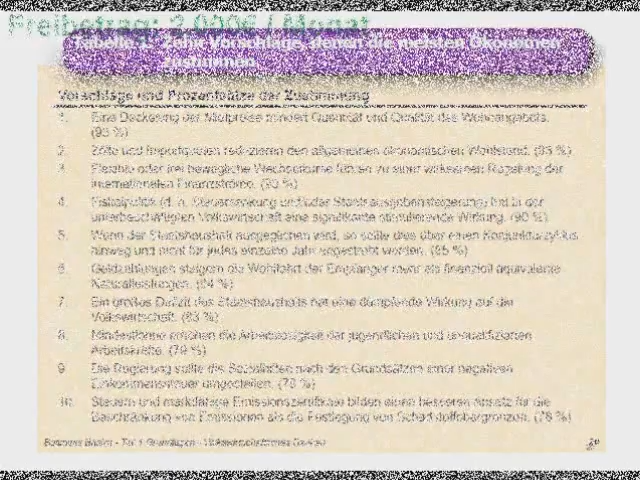 Freibetrag: 2.000€ / Monat
Tabelle 1: Zehn Vorschläge, denen die meisten Ökonomen
zustimmen
Vorschläge und Prozentsätze der Zustimmung
1. Eine Deckelung der Mietpreise mindert Quantität und Qualität des Wohnangebots.
(93 %)
2. Zölle und Importquoten reduzieren den allgemeinen ökonomischen Wohlstand. (93 %)
3. Flexible oder frei bewegliche Wechselkurse führen zu einer wirksamen Regelung der
internationalen Finanzströme. (90 %)
4. Fiskalpolitik (d. h. Steuersenkung und/oder Staatsausgabensteigerung) hat in der
unterbeschäftigten Volkswirtschaft eine signifikante stimulierende Wirkung. (90 %)
5. Wenn der Staatshaushalt ausgeglichen wird, so sollte dies über einen Konjunkturzyklus
hinweg und nicht für jedes einzelne Jahr angestrebt werden. (85 %)
6. Geldzahlungen steigern die Wohlfahrt der Empfänger mehr als finanziell äquivalente
Naturalleistungen. (84 %)
7. Ein großes Defizit des Staatshaushalts hat eine dämpfende Wirkung auf die
Volkswirtschaft. (83 %)
8. Mindestlöhne erhöhen die Arbeitslosigkeit der jugendlichen und unqualifizierten
Arbeitskräfte. (79 %)
9. Die Regierung sollte die Sozialhilfen nach den Grundsätzen einer negativen
Einkommensteuer umgestalten. (79 %)
10. Steuern und marktfähige Emissionszertifikate bilden einen besseren Ansatz für die
Beschränkung von Emissionen als die Festlegung von Schadstoffobergrenzen. (78 %)